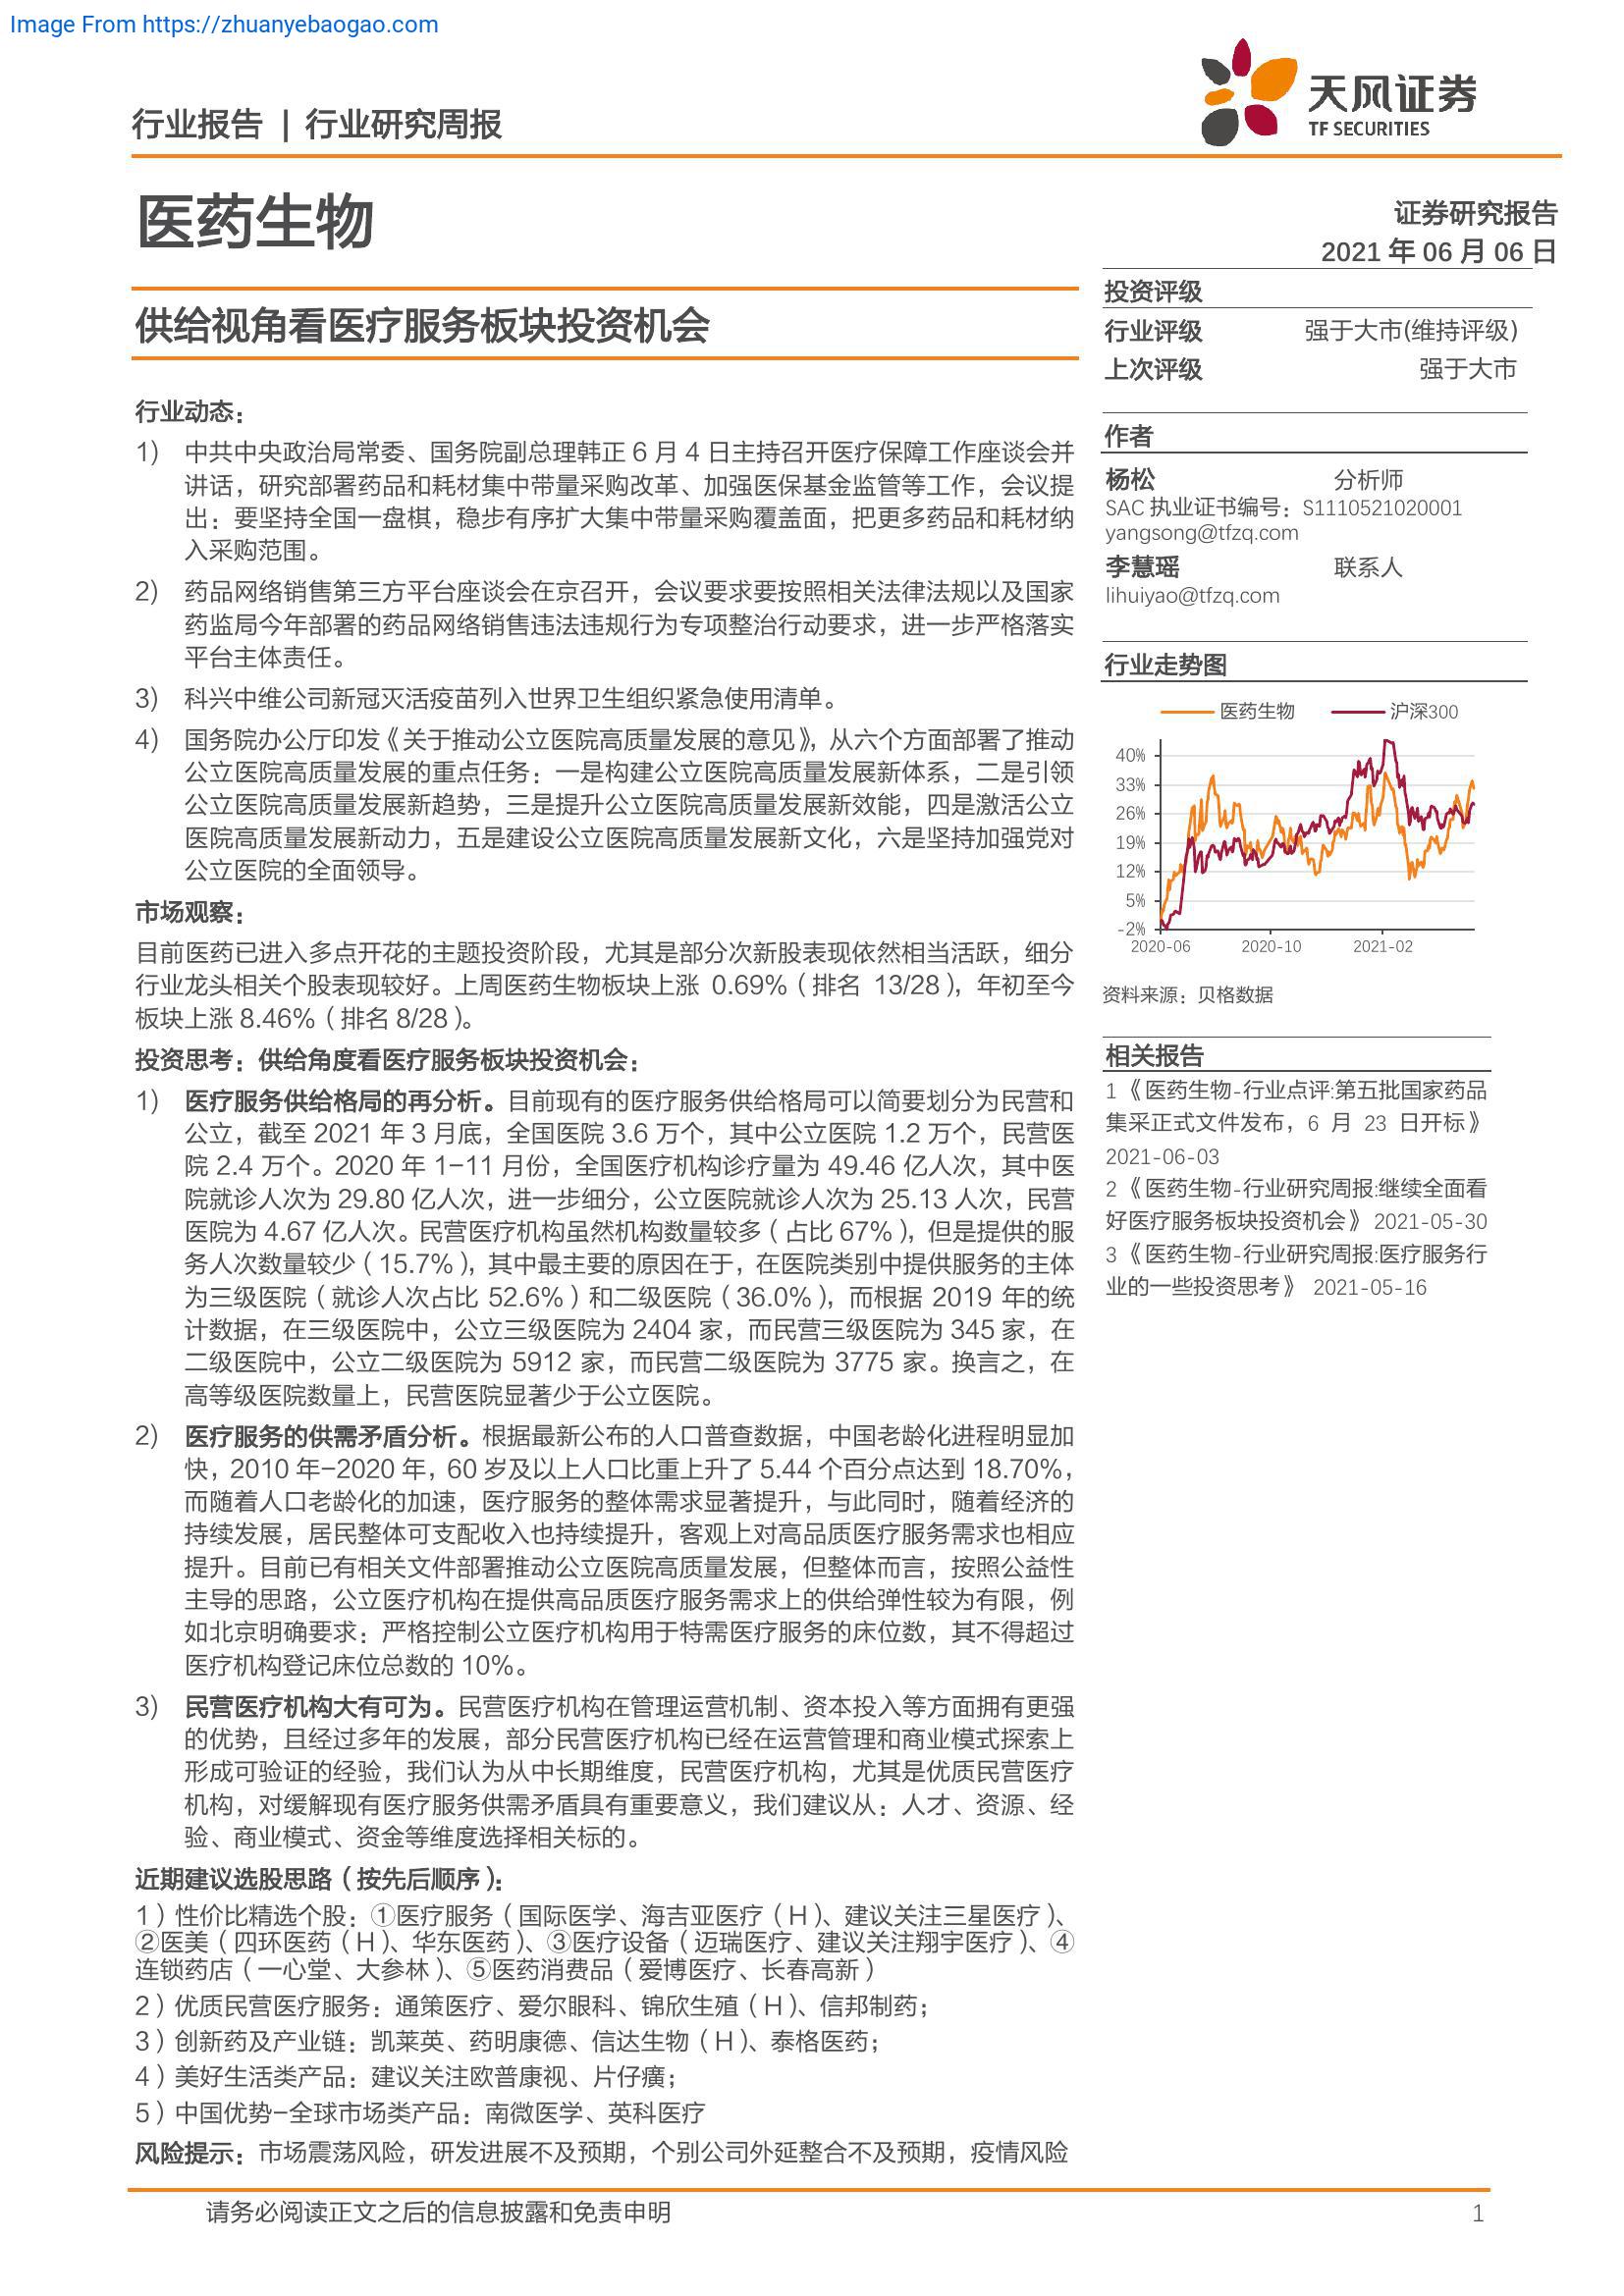 Image From https://zhuanyebaogao.com
行业报告 | 行业研究周报
天风证券
TF SECURITIES
医药生物
证券研究报告
2021 年 06 月 06 日
供给视角看医疗服务板块投资机会
行业动态：
1) 中共中央政治局常委、国务院副总理韩正 6 月 4 日主持召开医疗保障工作座谈会并
讲话，研究部署药品和耗材集中带量采购改革、加强医保基金监管等工作，会议提
出：要坚持全国一盘棋，稳步有序扩大集中带量采购覆盖面，把更多药品和耗材纳
入采购范围。
2) 药品网络销售第三方平台座谈会在京召开，会议要求要按照相关法律法规以及国家
药监局今年部署的药品网络销售违法违规行为专项整治行动要求，进一步严格落实
平台主体责任。
3) 科兴中维公司新冠灭活疫苗列入世界卫生组织紧急使用清单。
4) 国务院办公厅印发《关于推动公立医院高质量发展的意见》，从六个方面部署了推动
公立医院高质量发展的重点任务：一是构建公立医院高质量发展新体系，二是引领
公立医院高质量发展新趋势，三是提升公立医院高质量发展新效能，四是激活公立
医院高质量发展新动力，五是建设公立医院高质量发展新文化，六是坚持加强党对
公立医院的全面领导。
市场观察：
目前医药已进入多点开花的主题投资阶段，尤其是部分次新股表现依然相当活跃，细分
行业龙头相关个股表现较好。上周医药生物板块上涨 0.69%（排名 13/28），年初至今
板块上涨 8.46%（排名 8/28）。
投资思考：供给角度看医疗服务板块投资机会：
1) 医疗服务供给格局的再分析。目前现有的医疗服务供给格局可以简要划分为民营和
公立，截至 2021 年 3 月底，全国医院 3.6 万个，其中公立医院 1.2 万个，民营医
院 2.4 万个。2020 年 1-11 月份，全国医疗机构诊疗量为 49.46 亿人次，其中医
院就诊人次为 29.80 亿人次，进一步细分，公立医院就诊人次为 25.13 人次，民营
医院为 4.67 亿人次。民营医疗机构虽然机构数量较多（占比 67%），但是提供的服
务人次数量较少（15.7%），其中最主要的原因在于，在医院类别中提供服务的主体
为三级医院（就诊人次占比 52.6%）和二级医院（36.0%），而根据 2019 年的统
计数据，在三级医院中，公立三级医院为 2404 家，而民营三级医院为 345 家，在
二级医院中，公立二级医院为 5912 家，而民营二级医院为 3775 家。换言之，在
高等级医院数量上，民营医院显著少于公立医院。
2) 医疗服务的供需矛盾分析。根据最新公布的人口普查数据，中国老龄化进程明显加
快，2010 年-2020 年，60 岁及以上人口比重上升了 5.44 个百分点达到 18.70%，
而随着人口老龄化的加速，医疗服务的整体需求显著提升，与此同时，随着经济的
持续发展，居民整体可支配收入也持续提升，客观上对高品质医疗服务需求也相应
提升。目前已有相关文件部署推动公立医院高质量发展，但整体而言，按照公益性
主导的思路，公立医疗机构在提供高品质医疗服务需求上的供给弹性较为有限，例
如北京明确要求：严格控制公立医疗机构用于特需医疗服务的床位数，其不得超过
医疗机构登记床位总数的 10%。
3) 民营医疗机构大有可为。民营医疗机构在管理运营机制、资本投入等方面拥有更强
的优势，且经过多年的发展，部分民营医疗机构已经在运营管理和商业模式探索上
形成可验证的经验，我们认为从中长期维度，民营医疗机构，尤其是优质民营医疗
机构，对缓解现有医疗服务供需矛盾具有重要意义，我们建议从：人才、资源、经
验、商业模式、资金等维度选择相关标的。
近期建议选股思路（按先后顺序）：
1）性价比精选个股：①医疗服务（国际医学、海吉亚医疗（H）、建议关注三星医疗）、
②医美（四环医药（H）、华东医药）、③医疗设备（迈瑞医疗、建议关注翔宇医疗）、④
连锁药店（一心堂、大参林）、⑤医药消费品（爱博医疗、长春高新）
2）优质民营医疗服务：通策医疗、爱尔眼科、锦欣生殖（H）、信邦制药；
3）创新药及产业链：凯莱英、药明康德、信达生物（H）、泰格医药；
4）美好生活类产品：建议关注欧普康视、片仔癀；
5）中国优势-全球市场类产品：南微医学、英科医疗
风险提示：市场震荡风险，研发进展不及预期，个别公司外延整合不及预期，疫情风险
投资评级
行业评级 强于大市(维持评级)
上次评级 强于大市
作者
杨松 分析师
SAC 执业证书编号：S1110521020001
yangsong@tfzq.com
李慧瑶 联系人
lihuiyao@tfzq.com
行业走势图
医药生物 沪深300
40%
33%
26%
19%
12%
5%
-2%
2020-06 2020-10 2021-02
资料来源：贝格数据
相关报告
1 《医药生物-行业点评:第五批国家药品
集采正式文件发布，6 月 23 日开标》
2021-06-03
2 《医药生物-行业研究周报:继续全面看
好医疗服务板块投资机会》 2021-05-30
3 《医药生物-行业研究周报:医疗服务行
业的一些投资思考》 2021-05-16
请务必阅读正文之后的信息披露和免责申明 1